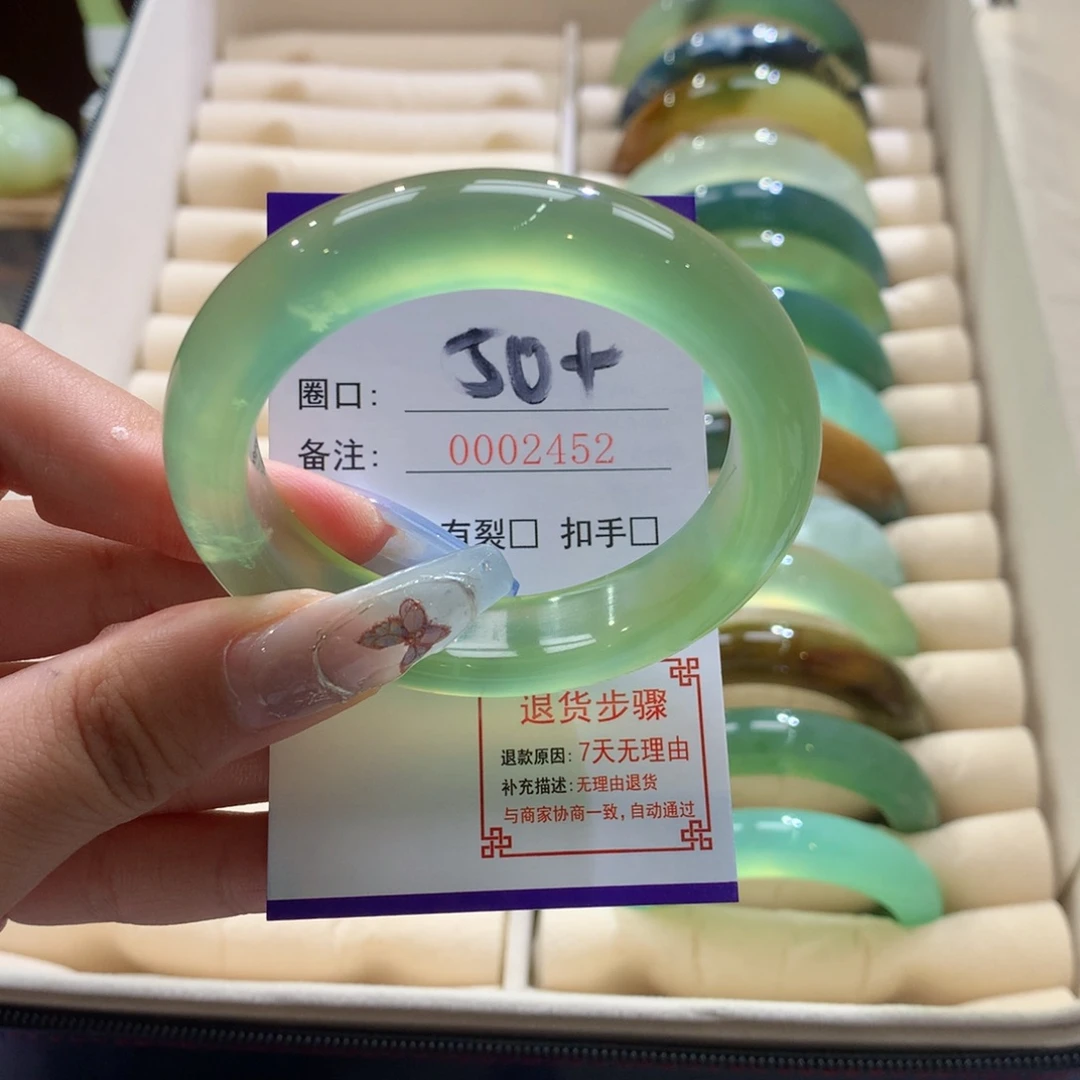 圈口: 50+
备注: 0002452
有裂□ 扣手□
退货步骤
退款原因: 7天无理由
补充描述: 无理由退货
与商家协商一致, 自动通过